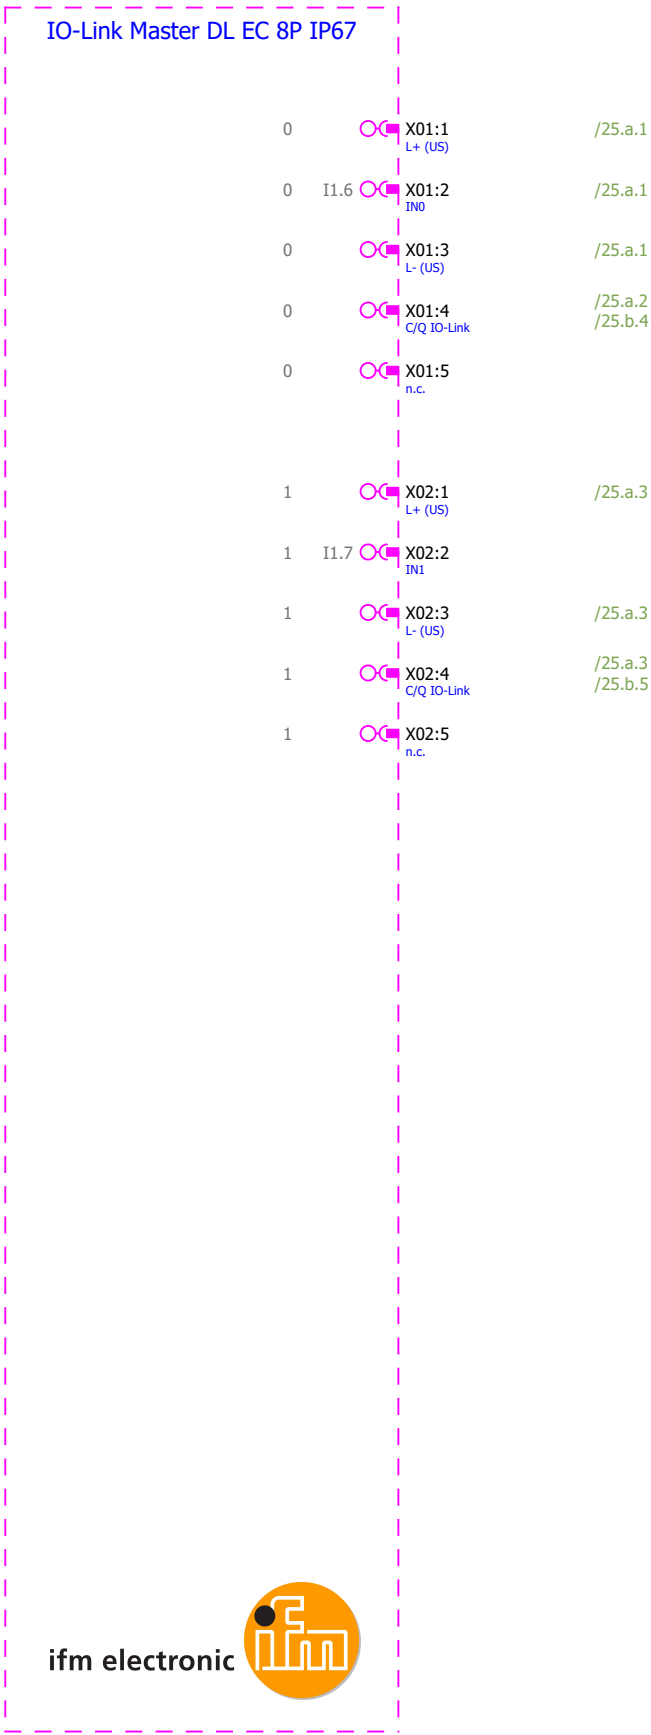 IO-Link Master DL EC 8P IP67
0 X01:1 /25.a.1
L+ (US)
0 I1.6 X01:2 /25.a.1
IN0
0 X01:3 /25.a.1
L- (US)
/25.a.2
0 X01:4 /25.b.4
C/Q IO-Link
0 X01:5
n.c.
1 X02:1 /25.a.3
L+ (US)
1 I1.7 X02:2
IN1
1 X02:3 /25.a.3
L- (US)
/25.a.3
1 X02:4 /25.b.5
C/Q IO-Link
1 X02:5
n.c.
ifm electronic ifm